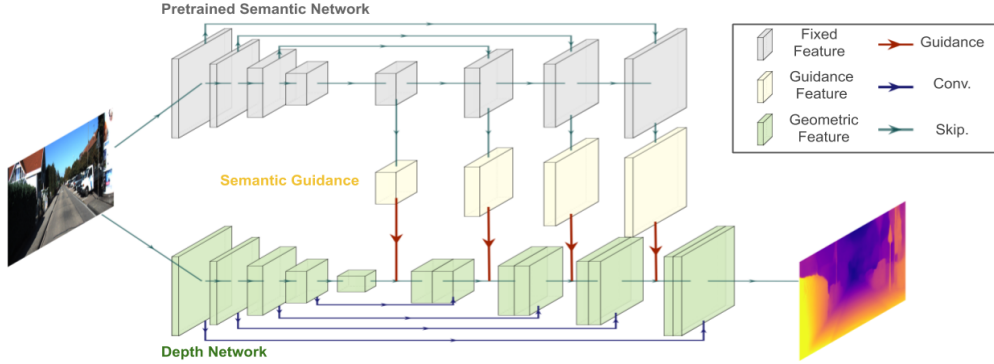 Pretrained Semantic Network
Fixed
Feature
Guidance
Guidance
Feature
Conv.
Geometric
Feature
Skip.
Semantic Guidance
Depth Network